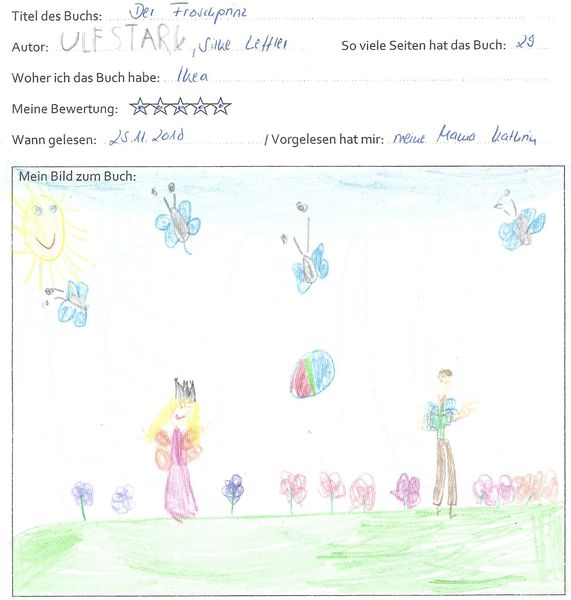 Titel des Buchs: Der Froschprinz
Autor: ULF STARK, Silke Leffler So viele Seiten hat das Buch: 29
Woher ich das Buch habe: Ikea
Meine Bewertung:
Wann gelesen: 25.11.2010 / Vorgelesen hat mir: meine Mama Kathrin
Mein Bild zum Buch: